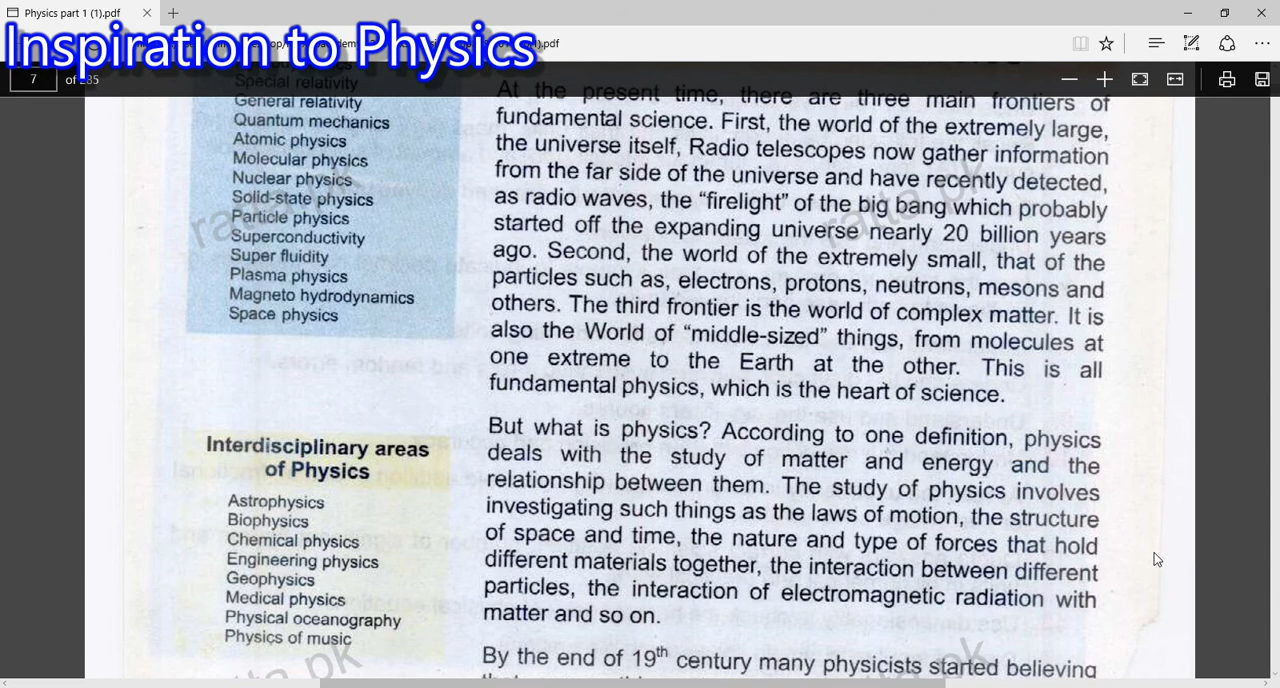 Physics part 1 (1).pdf
Inspiration to Physics
7 of
Special relativity
General relativity
Quantum mechanics
Atomic physics
Molecular physics
Nuclear physics
Solid-state physics
Particle physics
Superconductivity
Super fluidity
Plasma physics
Magneto hydrodynamics
Space physics
Interdisciplinary areas
of Physics
Astrophysics
Biophysics
Chemical physics
Engineering physics
Geophysics
Medical physics
Physical oceanography
Physics of music
At the present time, there are three main frontiers of
fundamental science. First, the world of the extremely large,
the universe itself, Radio telescopes now gather information
from the far side of the universe and have recently detected,
as radio waves, the “firelight” of the big bang which probably
started off the expanding universe nearly 20 billion years
ago. Second, the world of the extremely small, that of the
particles such as, electrons, protons, neutrons, mesons and
others. The third frontier is the world of complex matter. It is
also the World of “middle-sized” things, from molecules at
one extreme to the Earth at the other. This is all
fundamental physics, which is the heart of science.
But what is physics? According to one definition, physics
deals with the study of matter and energy and the
relationship between them. The study of physics involves
investigating such things as the laws of motion, the structure
of space and time, the nature and type of forces that hold
different materials together, the interaction between different
particles, the interaction of electromagnetic radiation with
matter and so on.
By the end of 19th century many physicists started believing
ratta.pk
ratta.pk
ratta.pk
ratta.pk